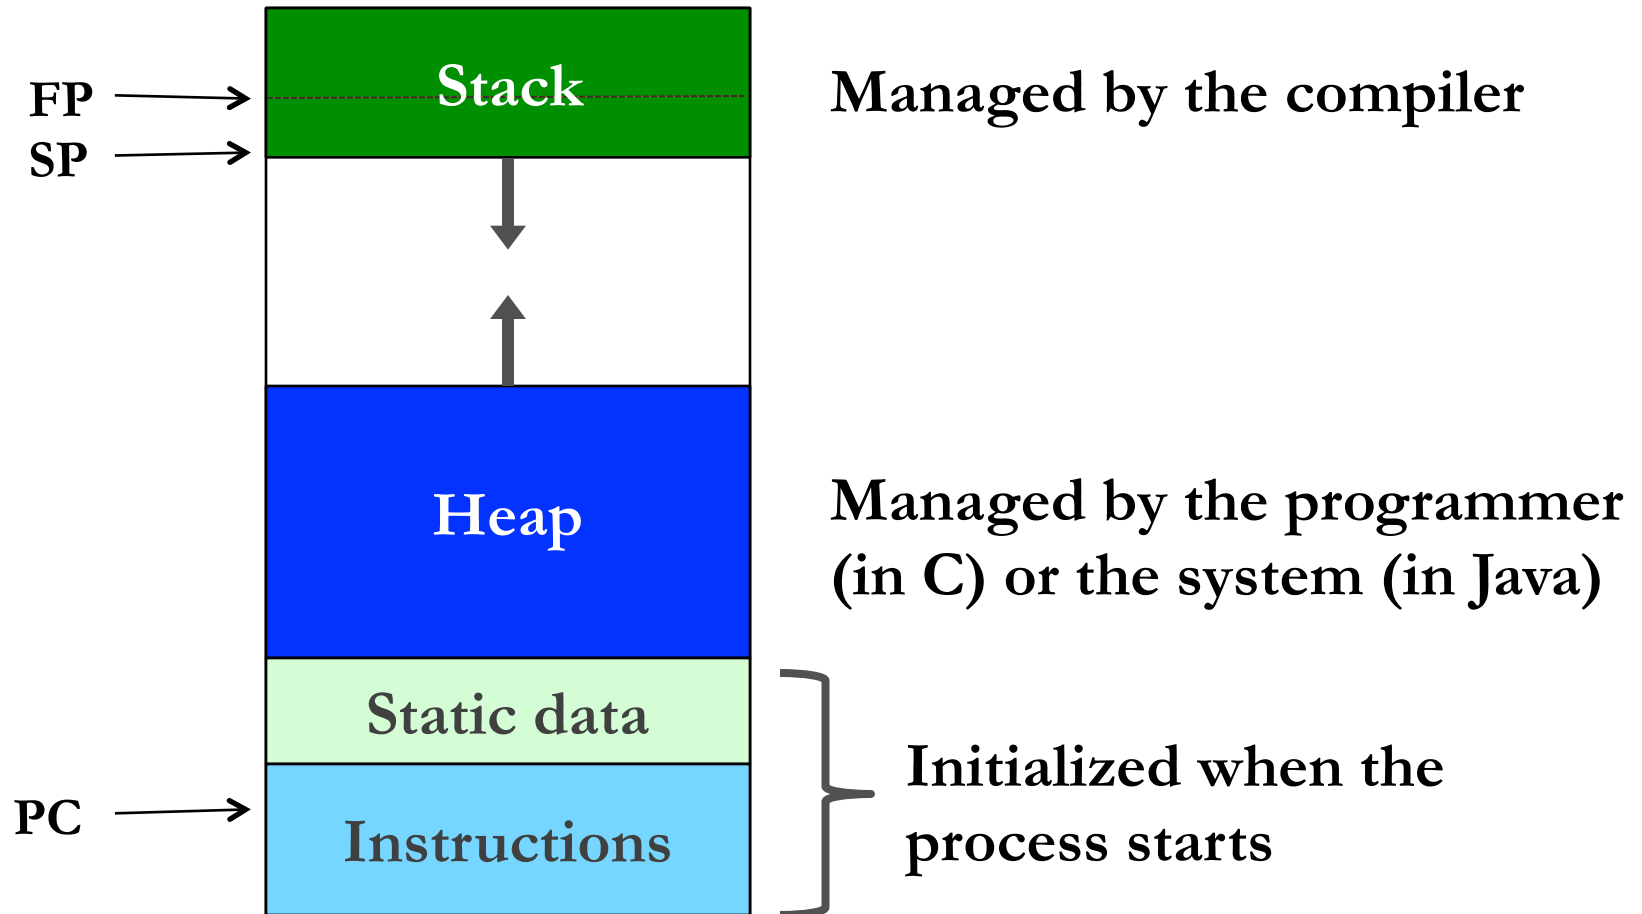 Stack
FP
Managed by the compiler
SP
Heap
Managed by the programmer
(in C) or the system (in Java)
Static data
Initialized when the
process starts
PC
Instructions